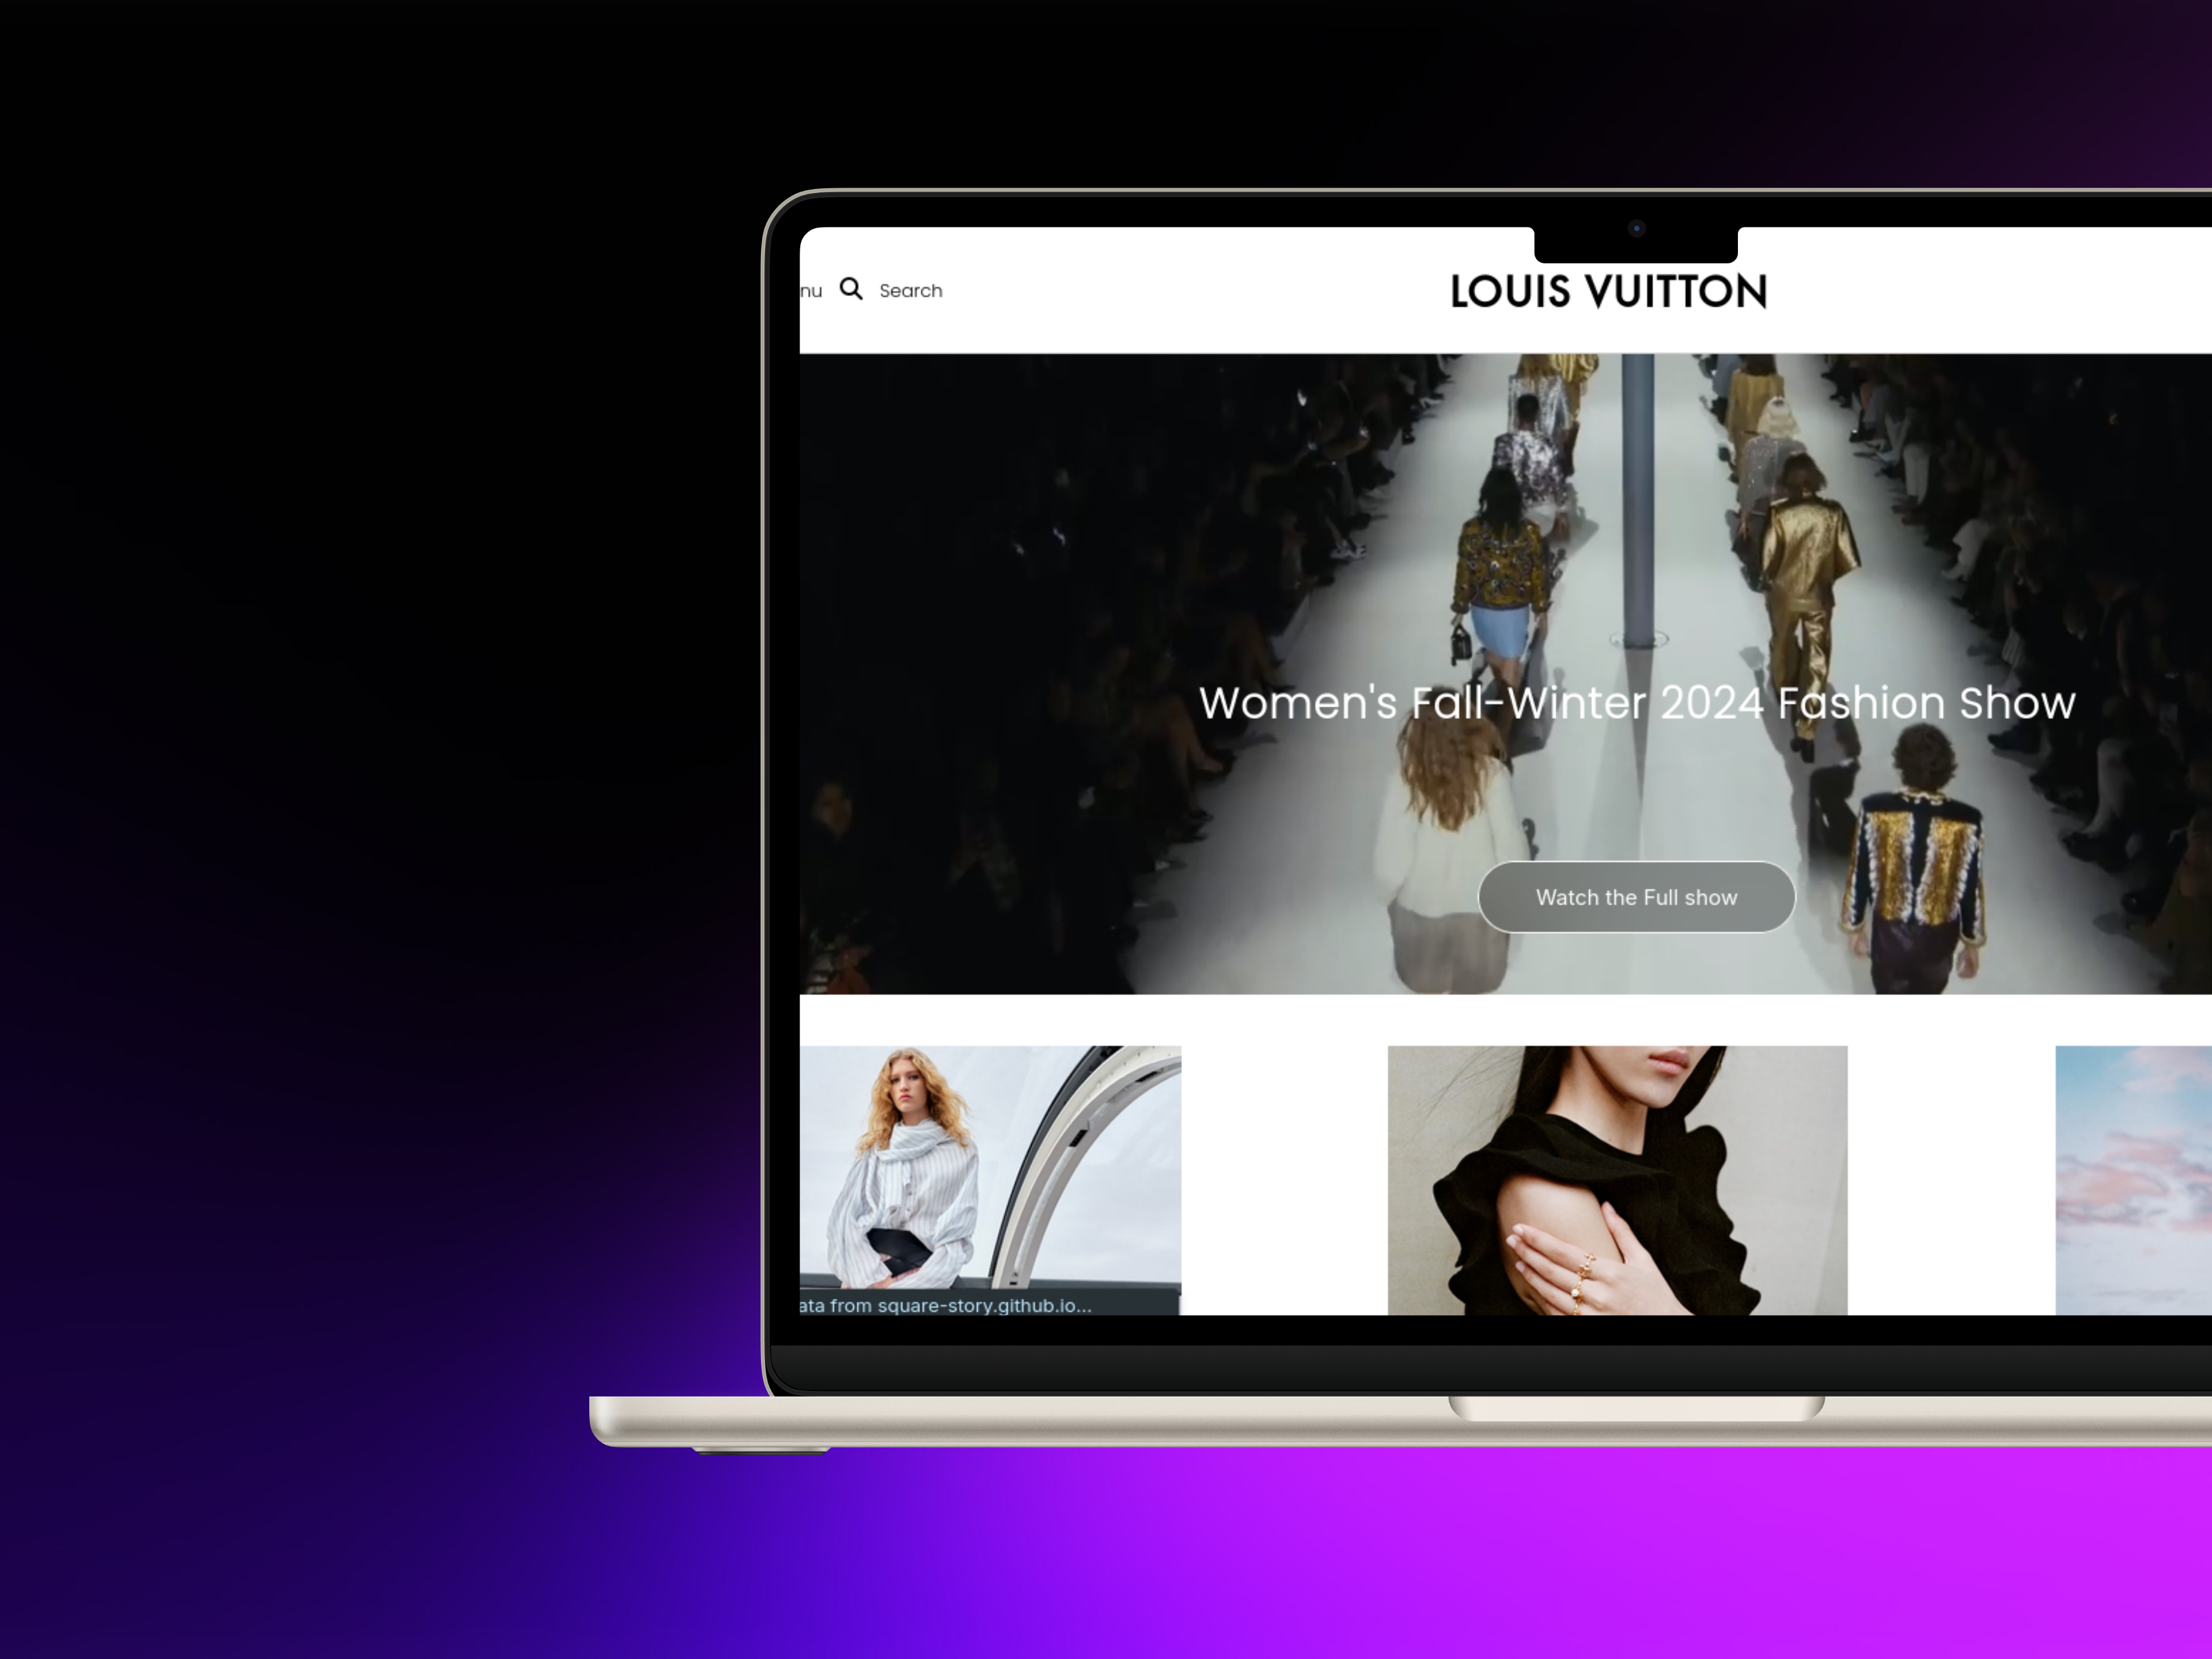 nu Search
LOUIS VUITTON
Women's Fall-Winter 2024 Fashion Show
Watch the Full show
ata from square-story.github.io...